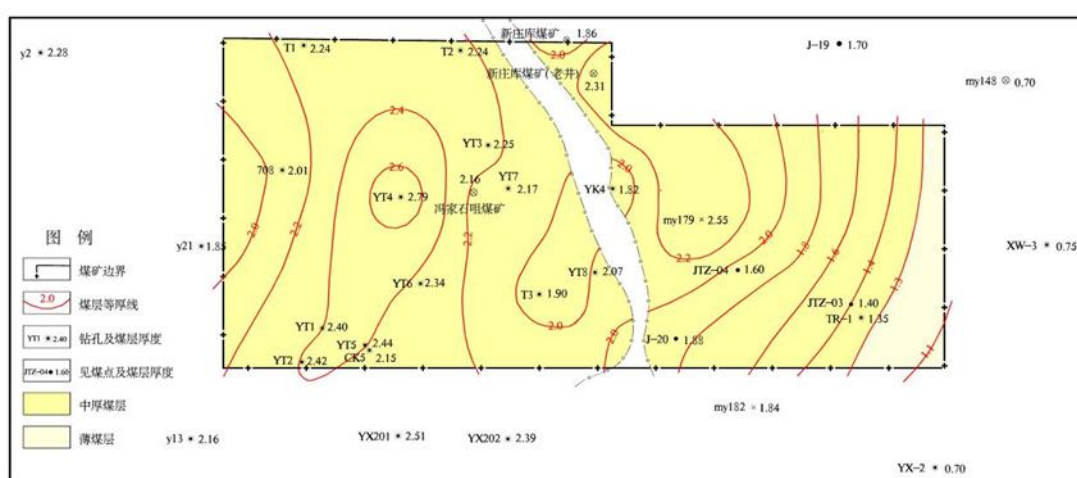 新庄库煤矿 1.86
y2 2.28
T1 2.24
T2 2.24
2.0
J-19 1.70
新庄库煤矿(老井)
2.31
my148 0.70
2.4
YT3 2.25
2.6
708 2.01
2.16
YT7 2.17
2.0
YK4 1.82
YT4 2.79
冯家石咀煤矿
my179 2.55
图 例
2.0
2.2
2.2
2.2
2.0
1.8
1.6
1.4
1.3
y21 1.85
XW-3 0.75
煤矿边界
YT6 2.34
YT8 2.07
JTZ-04 1.60
2.0 煤层等厚线
T3 1.90
JTZ-03 1.40
TR-1 1.35
YT1 2.40 钻孔及煤层厚度
YT1 2.40
2.0
2.0
YT5 2.44
J-20 1.88
1.1
CK5 2.15
YT2 2.42
JTZ-04 1.60 见煤点及煤层厚度
中厚煤层
my182 1.84
薄煤层
y13 2.16
YX201 2.51
YX202 2.39
YX-2 0.70